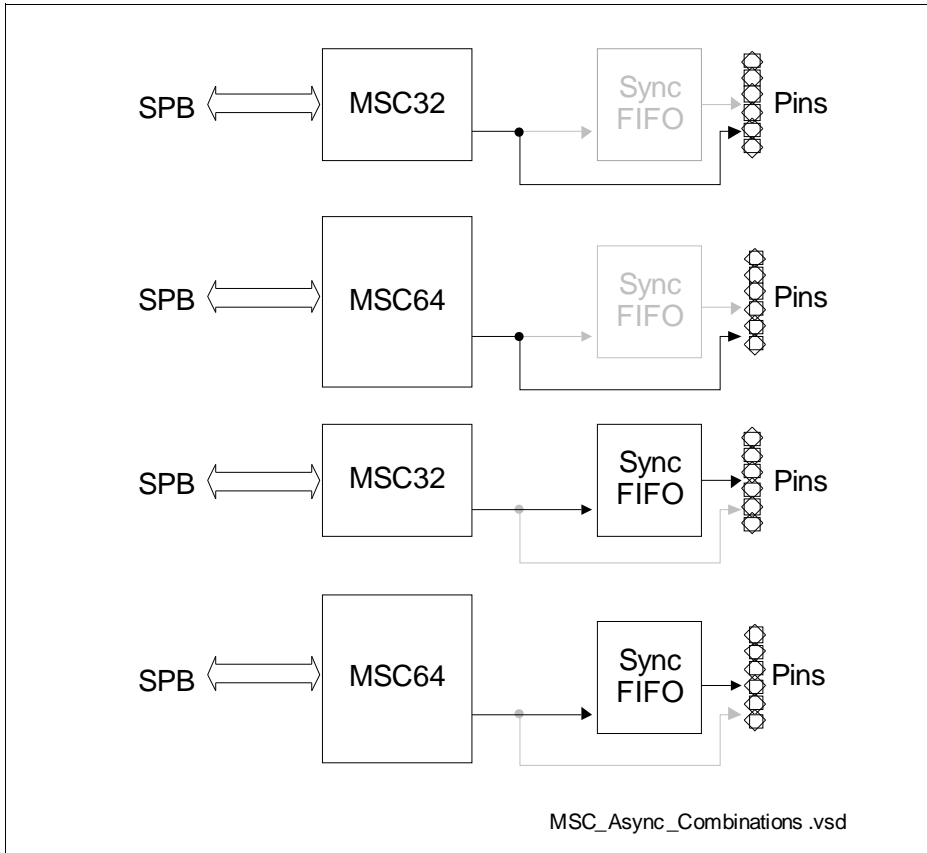 SPB
MSC32
Sync
FIFO
Pins
SPB
MSC64
Sync
FIFO
Pins
SPB
MSC32
Sync
FIFO
Pins
SPB
MSC64
Sync
FIFO
Pins
MSC_Async_Combinations .vsd